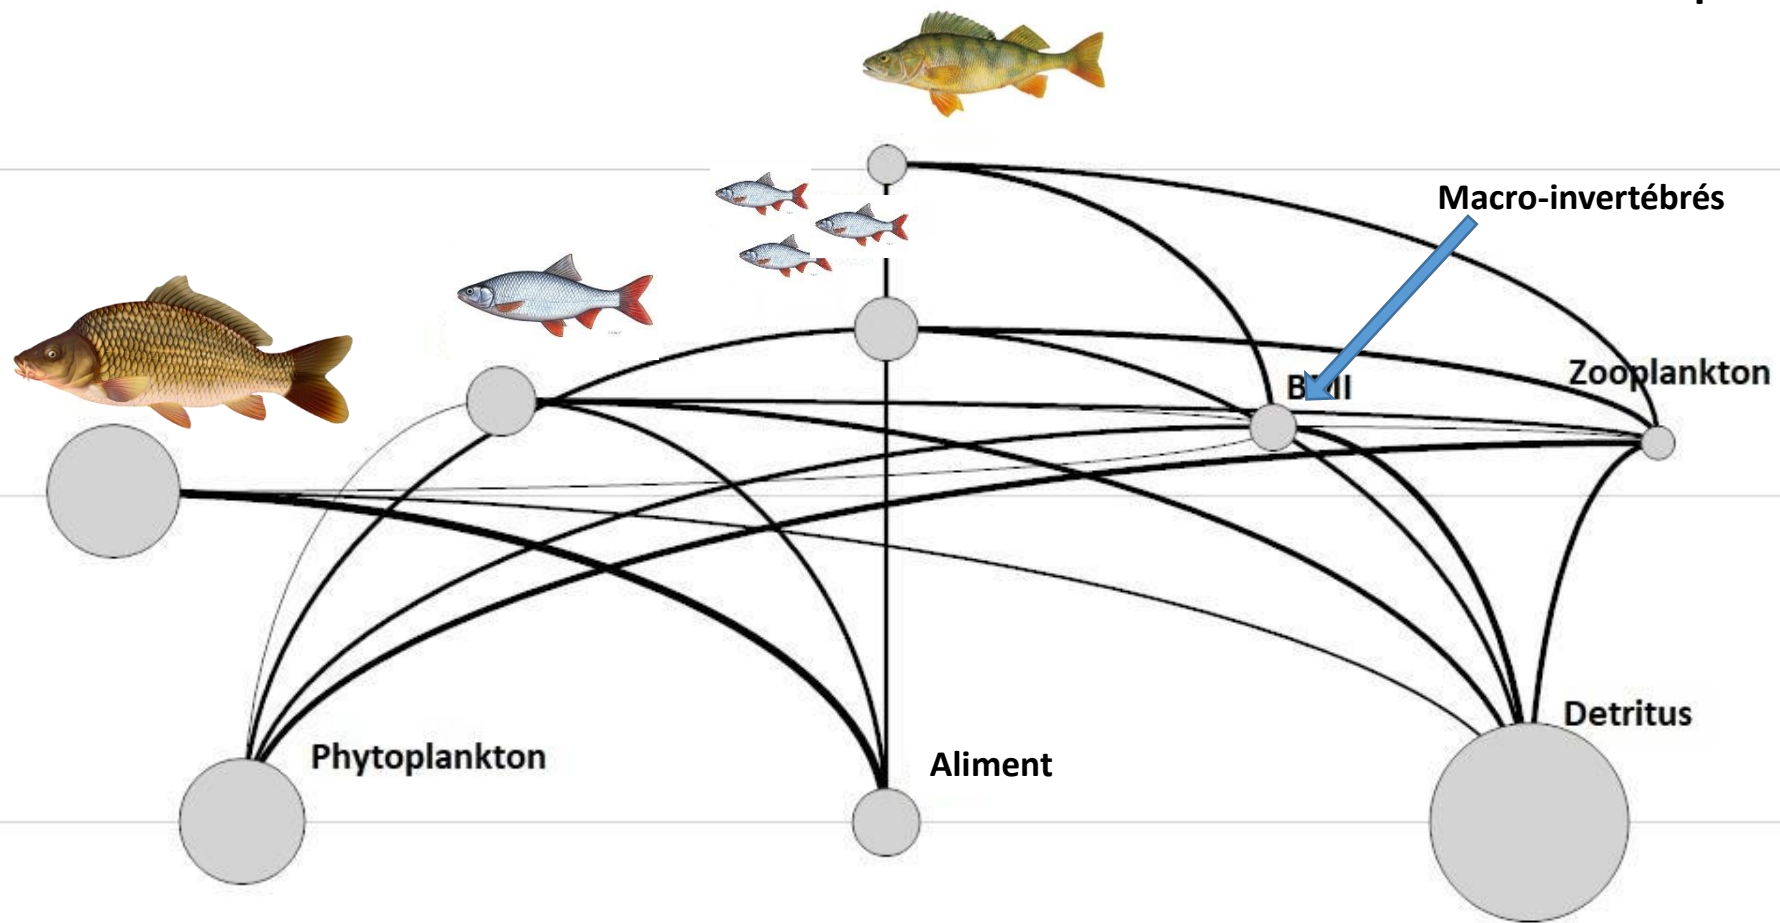 Macro-invertébrés
Zooplankton
Detritus
Phytoplankton
Aliment